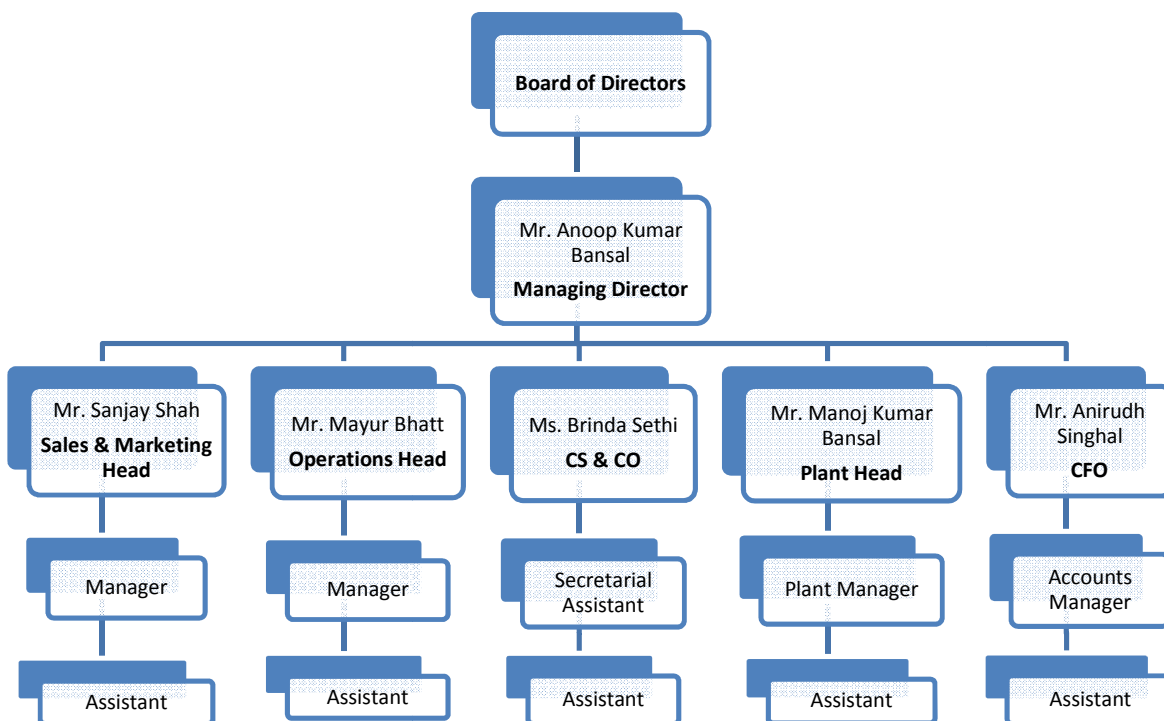 Board of Directors
Mr. Anoop Kumar
Bansal
Managing Director
Mr. Sanjay Shah
Sales & Marketing
Head
Mr. Mayur Bhatt
Operations Head
Ms. Brinda Sethi
CS & CO
Mr. Manoj Kumar
Bansal
Plant Head
Mr. Anirudh
Singhal
CFO
Manager
Manager
Secretarial
Assistant
Plant Manager
Accounts
Manager
Assistant
Assistant
Assistant
Assistant
Assistant